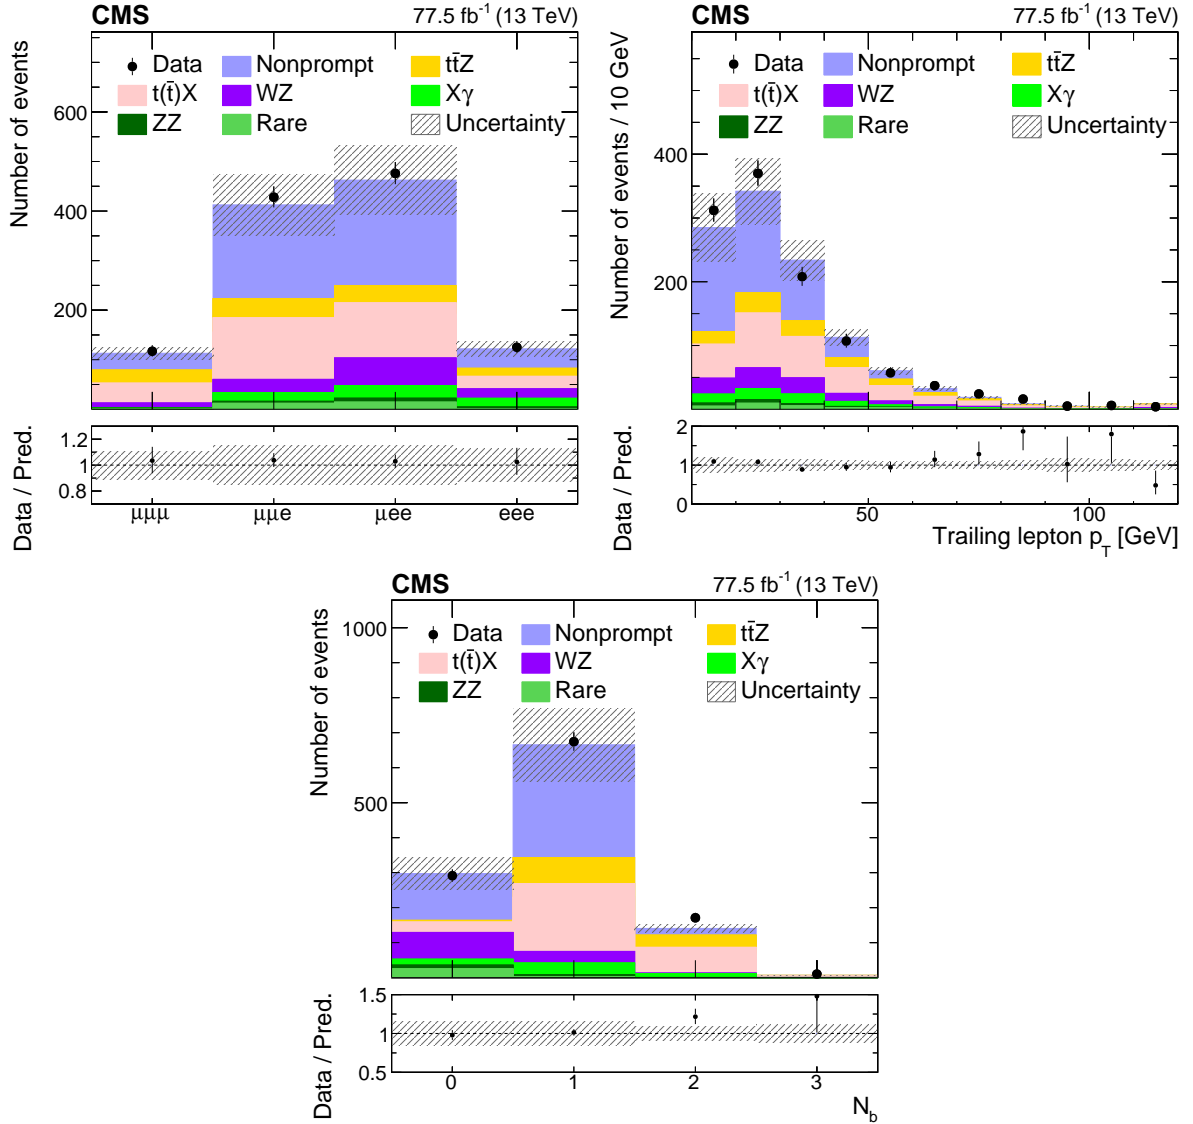 CMS 77.5 fb⁻¹ (13 TeV)
Number of events
Data Nonprompt tt̄Z
t(t̄)X WZ Xγ
ZZ Rare Uncertainty
600
400
200
Data / Pred.
1.2
1
0.8
μμμ μμe μee eee
CMS 77.5 fb⁻¹ (13 TeV)
Number of events / 10 GeV
Data Nonprompt tt̄Z
t(t̄)X WZ Xγ
ZZ Rare Uncertainty
400
200
Data / Pred.
2
1
0
50 100
Trailing lepton p_T [GeV]
CMS 77.5 fb⁻¹ (13 TeV)
Number of events
1000
Data Nonprompt tt̄Z
t(t̄)X WZ Xγ
ZZ Rare Uncertainty
500
Data / Pred.
1.5
1
0.5
0 1 2 3
N_b